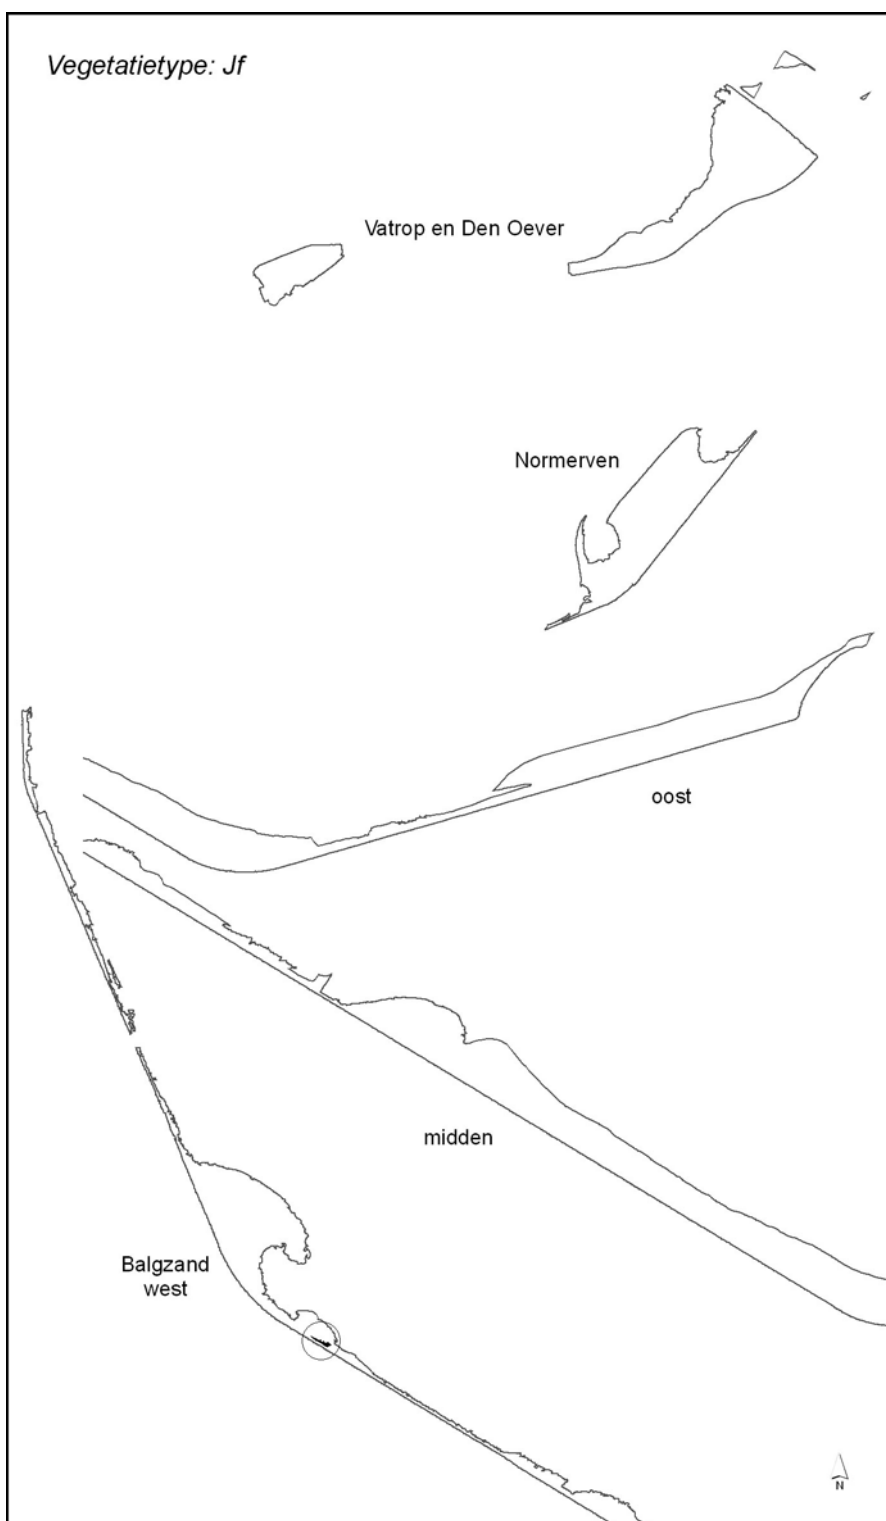 Vegetatietype: Jf
Vatrop en Den Oever
Normerven
oost
midden
Balgzand
west
N